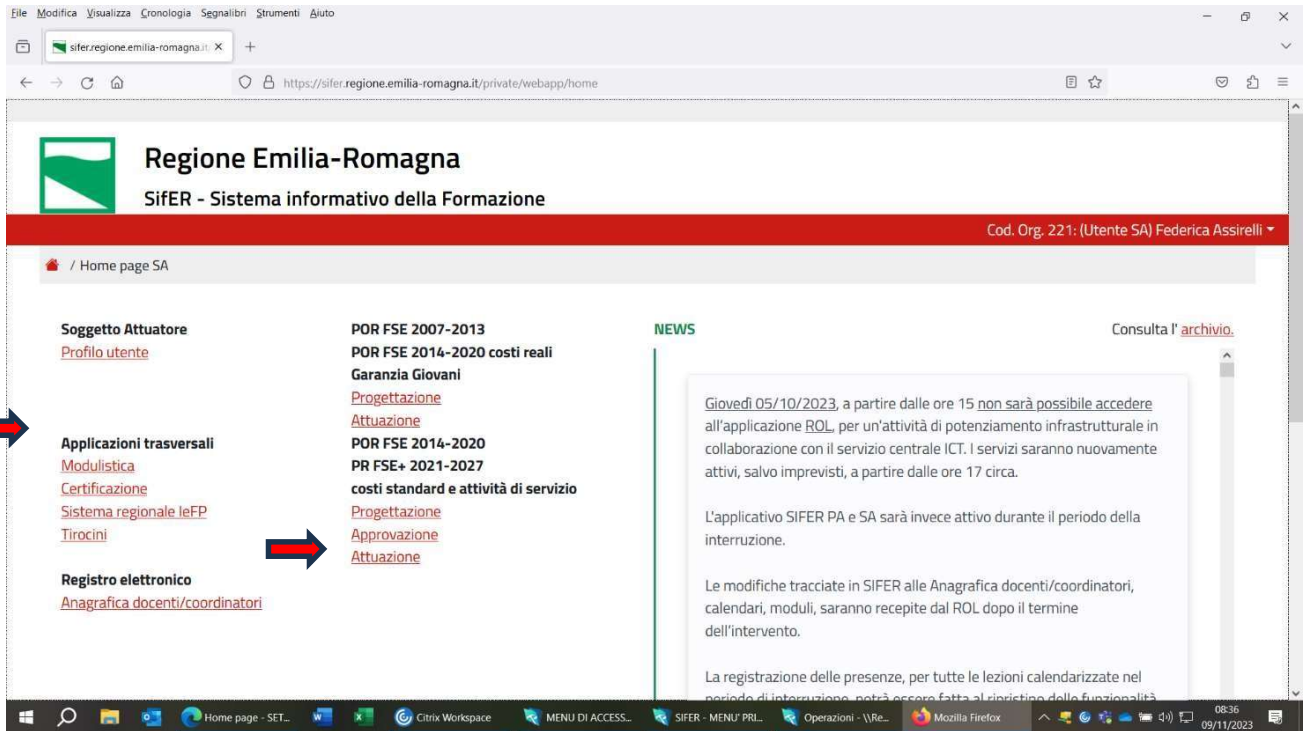 File Modifica Visualizza Cronologia Segnalibri Strumenti Aiuto
sifer.regione.emilia-romagna.it
https://sifer.regione.emilia-romagna.it/private/webapp/home
Regione Emilia-Romagna
SifER - Sistema informativo della Formazione
Cod. Org. 221: (Utente SA) Federica Assirelli
/ Home page SA
Soggetto Attuatore
Profilo utente
Applicazioni trasversali
Modulistica
Certificazione
Sistema regionale IeFP
Tirocini
Registro elettronico
Anagrafica docenti/coordinatori
POR FSE 2007-2013
POR FSE 2014-2020 costi reali
Garanzia Giovani
Progettazione
Attuazione
POR FSE 2014-2020
PR FSE+ 2021-2027
costi standard e attività di servizio
Progettazione
Approvazione
Attuazione
NEWS
Consulta l' archivio.
Giovedì 05/10/2023, a partire dalle ore 15 non sarà possibile accedere
all'applicazione ROL, per un'attività di potenziamento infrastrutturale in
collaborazione con il servizio centrale ICT. I servizi saranno nuovamente
attivi, salvo imprevisti, a partire dalle ore 17 circa.
L'applicativo SIFER PA e SA sarà invece attivo durante il periodo della
interruzione.
Le modifiche tracciate in SIFER alle Anagrafica docenti/coordinatori,
calendari, moduli, saranno recepite dal ROL dopo il termine
dell'intervento.
La registrazione delle presenze, per tutte le lezioni calendarizzate nel
periodo di interruzione, potrà essere fatta al ripristino delle funzionalità
Home page - SET... Citrix Workspace MENU DI ACCESS... SIFER - MENU' PRI... Operazioni - \\Re... Mozilla Firefox
08:36
09/11/2023